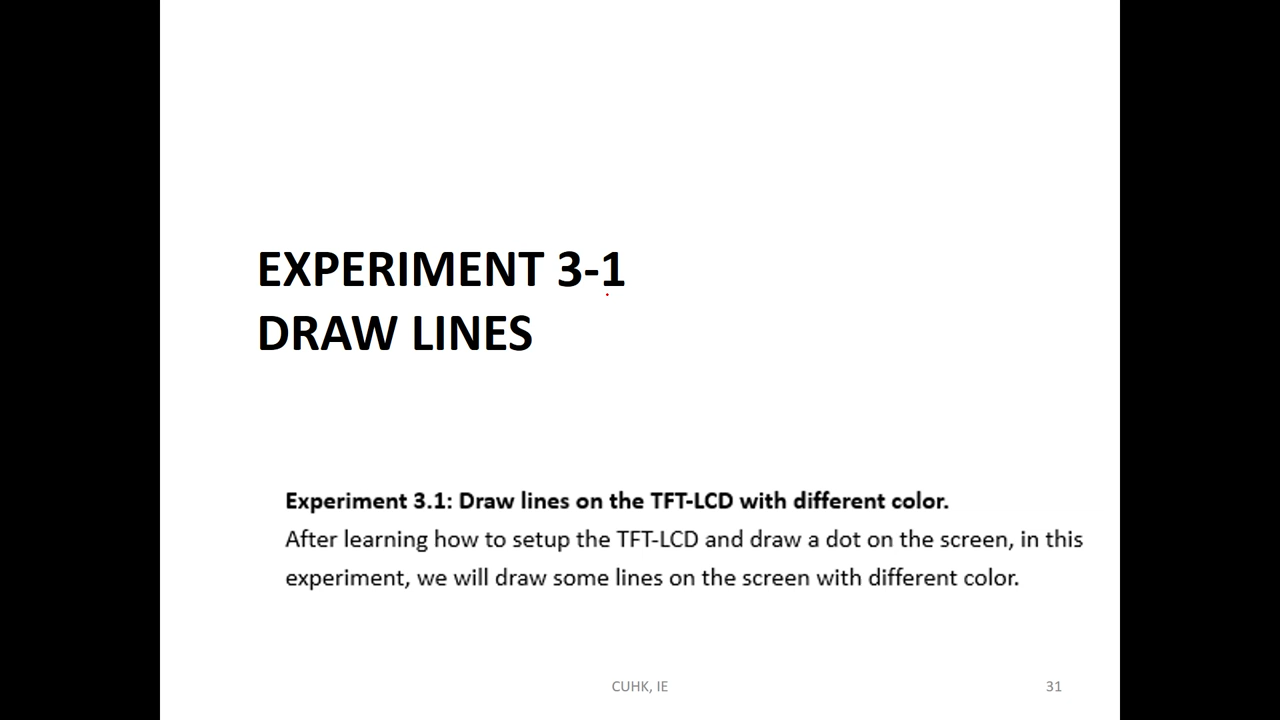 EXPERIMENT 3-1
DRAW LINES
Experiment 3.1: Draw lines on the TFT-LCD with different color.
After learning how to setup the TFT-LCD and draw a dot on the screen, in this
experiment, we will draw some lines on the screen with different color.
CUHK, IE
31